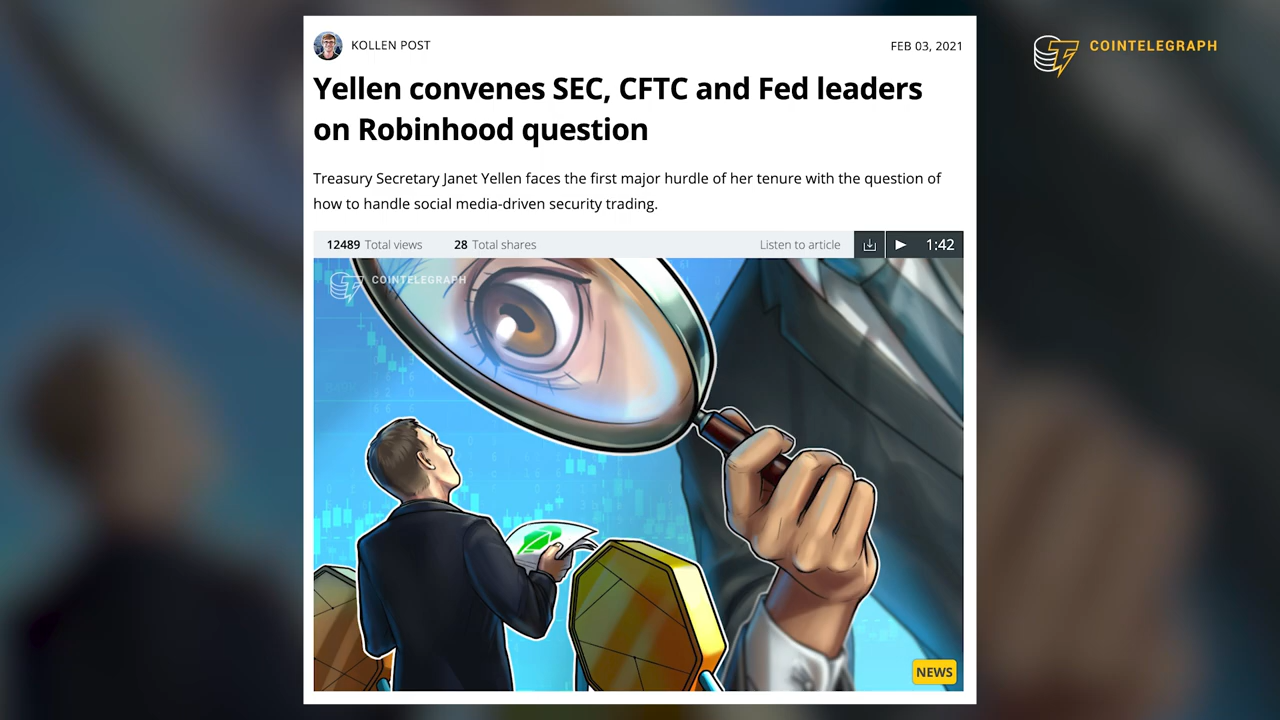 KOLLEN POST
FEB 03, 2021
COINTELEGRAPH
Yellen convenes SEC, CFTC and Fed leaders
on Robinhood question
Treasury Secretary Janet Yellen faces the first major hurdle of her tenure with the question of
how to handle social media-driven security trading.
12489 Total views 28 Total shares Listen to article 1:42
COINTELEGRAPH
NEWS